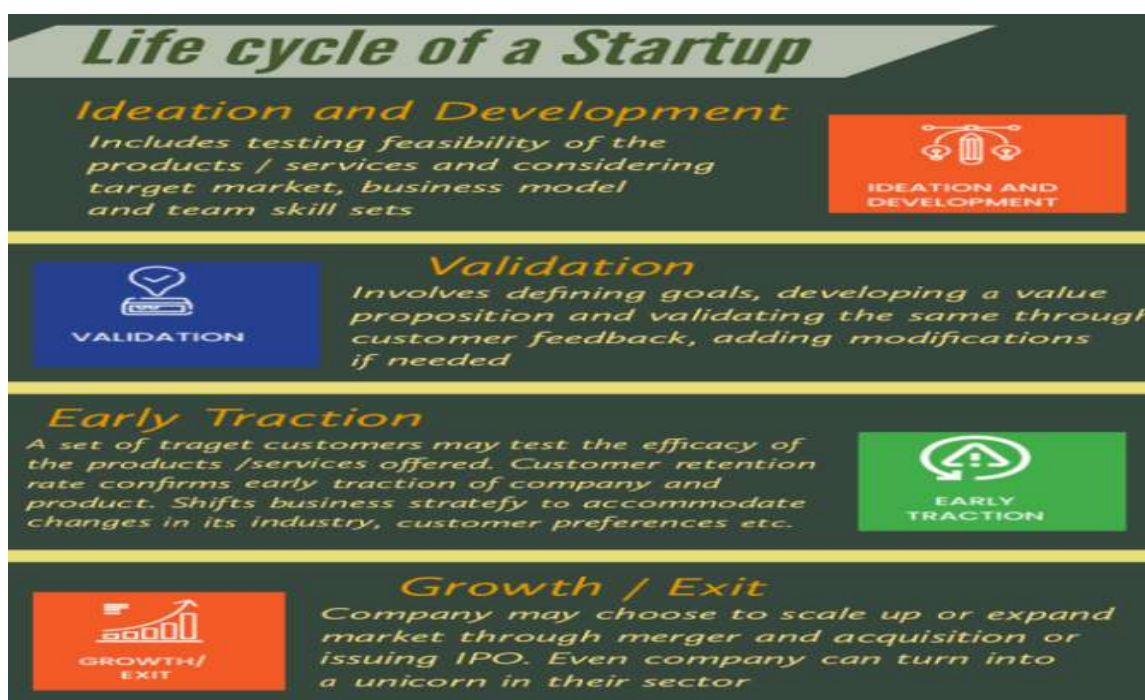 Life cycle of a Startup
Ideation and Development
Includes testing feasibility of the
products / services and considering
target market, business model
and team skill sets
IDEATION AND
DEVELOPMENT
Validation
Involves defining goals, developing a value
proposition and validating the same through
customer feedback, adding modifications
if needed
VALIDATION
Early Traction
A set of traget customers may test the efficacy of
the products /services offered. Customer retention
rate confirms early traction of company and
product. Shifts business stratefy to accommodate
changes in its industry, customer preferences etc.
EARLY
TRACTION
Growth / Exit
Company may choose to scale up or expand
market through merger and acquisition or
issuing IPO. Even company can turn into
a unicorn in their sector
GROWTH/
EXIT